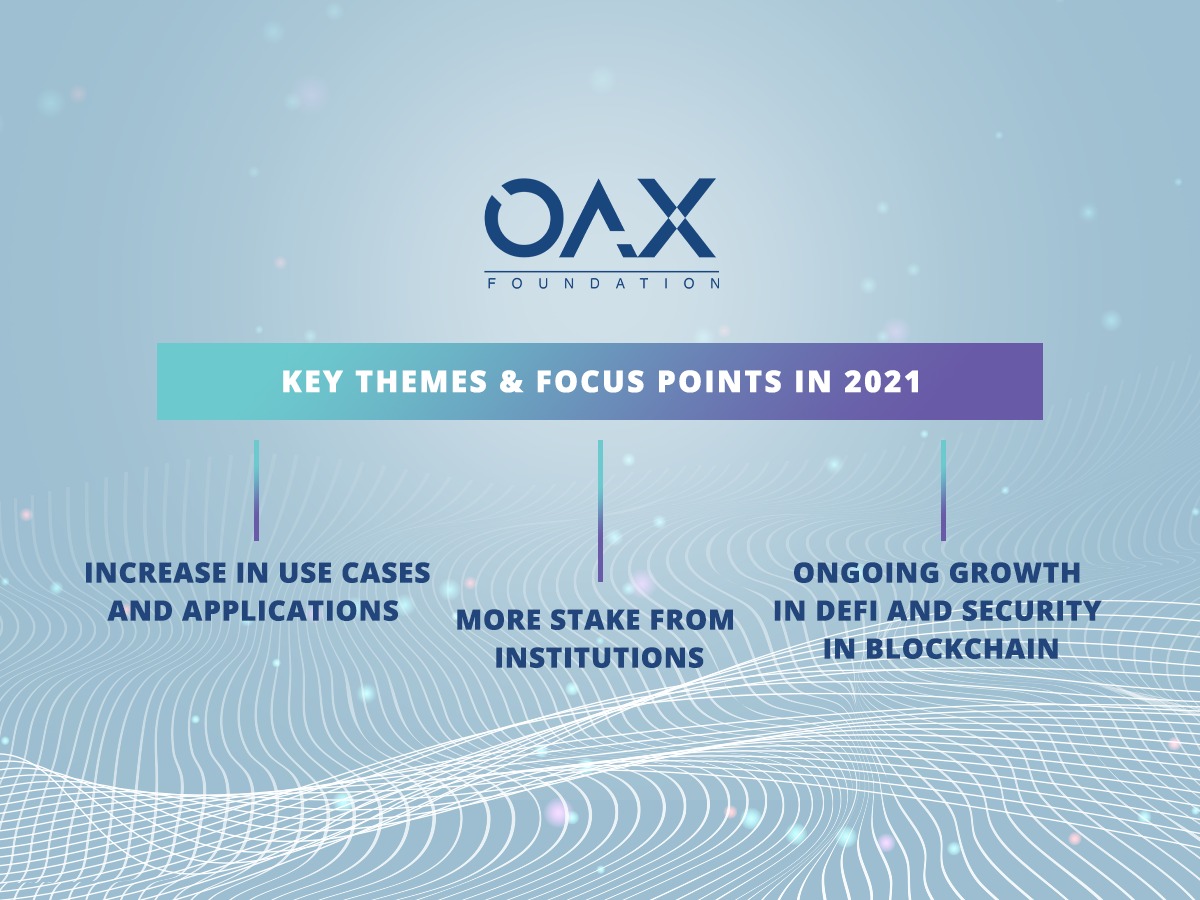 OAX
FOUNDATION
KEY THEMES & FOCUS POINTS IN 2021
INCREASE IN USE CASES
AND APPLICATIONS
MORE STAKE FROM
INSTITUTIONS
ONGOING GROWTH
IN DEFI AND SECURITY
IN BLOCKCHAIN